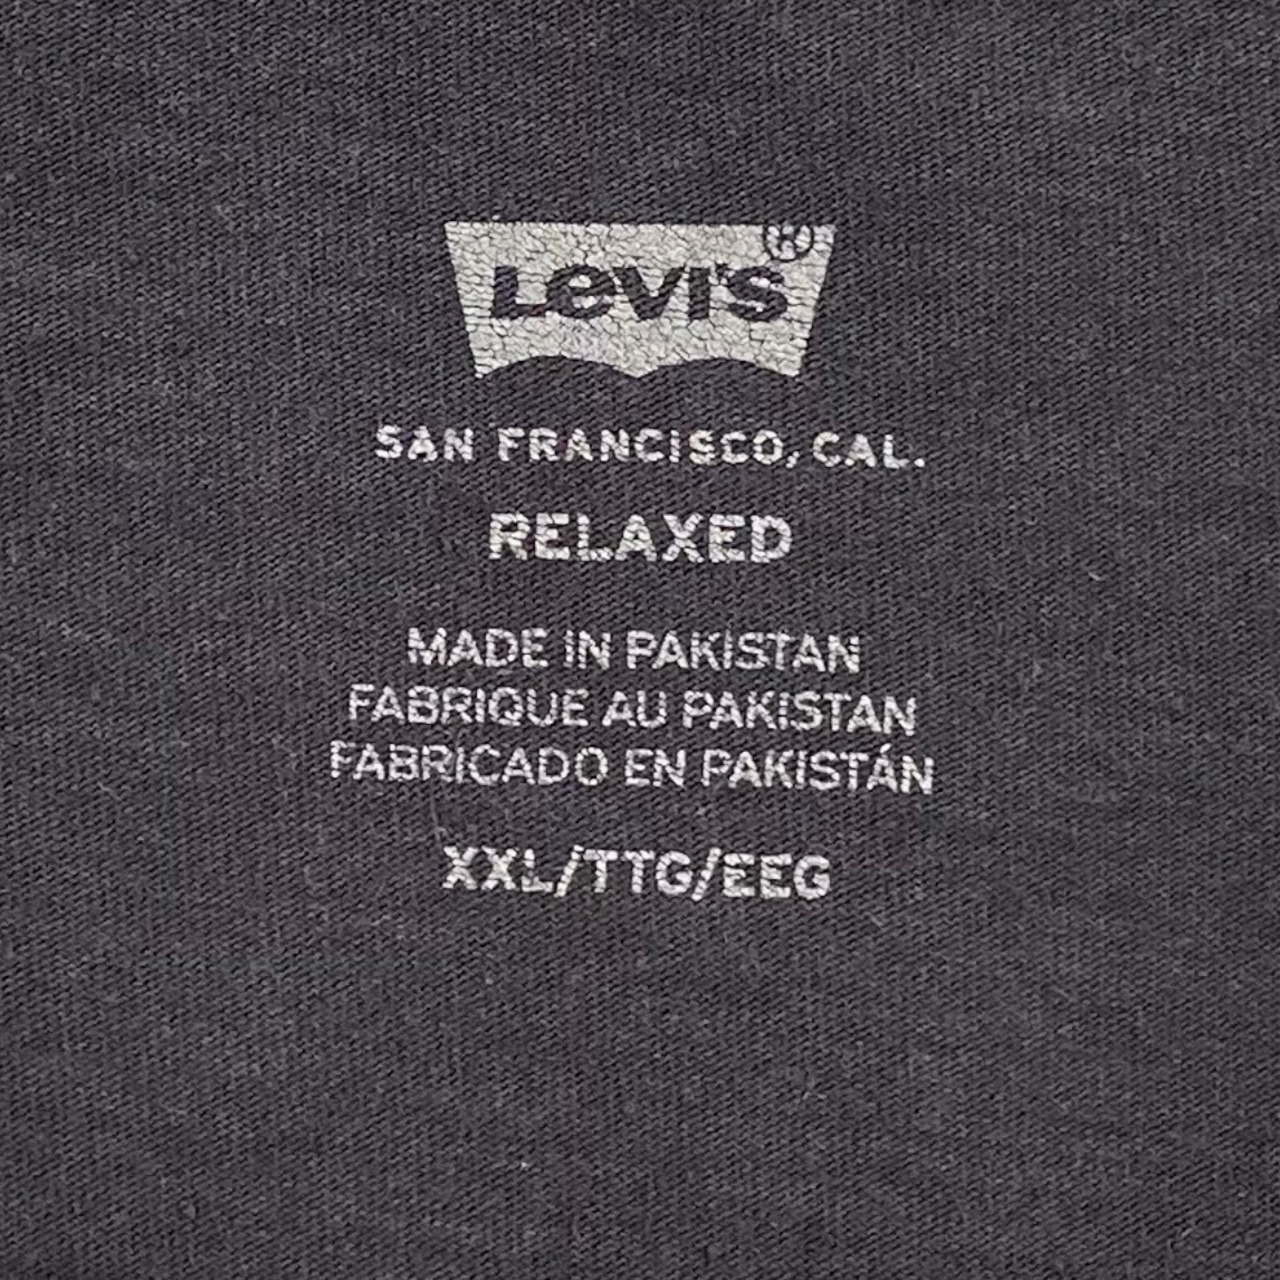 Levi's®
SAN FRANCISCO, CAL.
RELAXED
MADE IN PAKISTAN
FABRIQUE AU PAKISTAN
FABRICADO EN PAKISTÁN
XXL/TTG/EEG